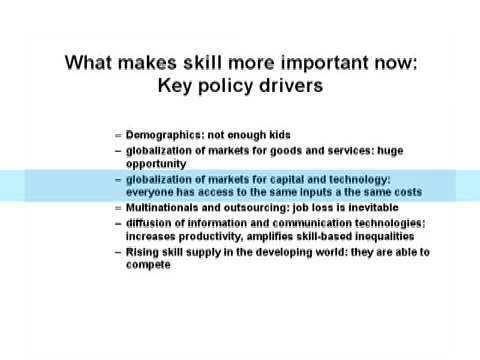 What makes skill more important now:
Key policy drivers
– Demographics: not enough kids
– globalization of markets for goods and services: huge
opportunity
– globalization of markets for capital and technology:
everyone has access to the same inputs a the same costs
– Multinationals and outsourcing: job loss is inevitable
– diffusion of information and communication technologies:
increases productivity, amplifies skill-based inequalities
– Rising skill supply in the developing world: they are able to
compete